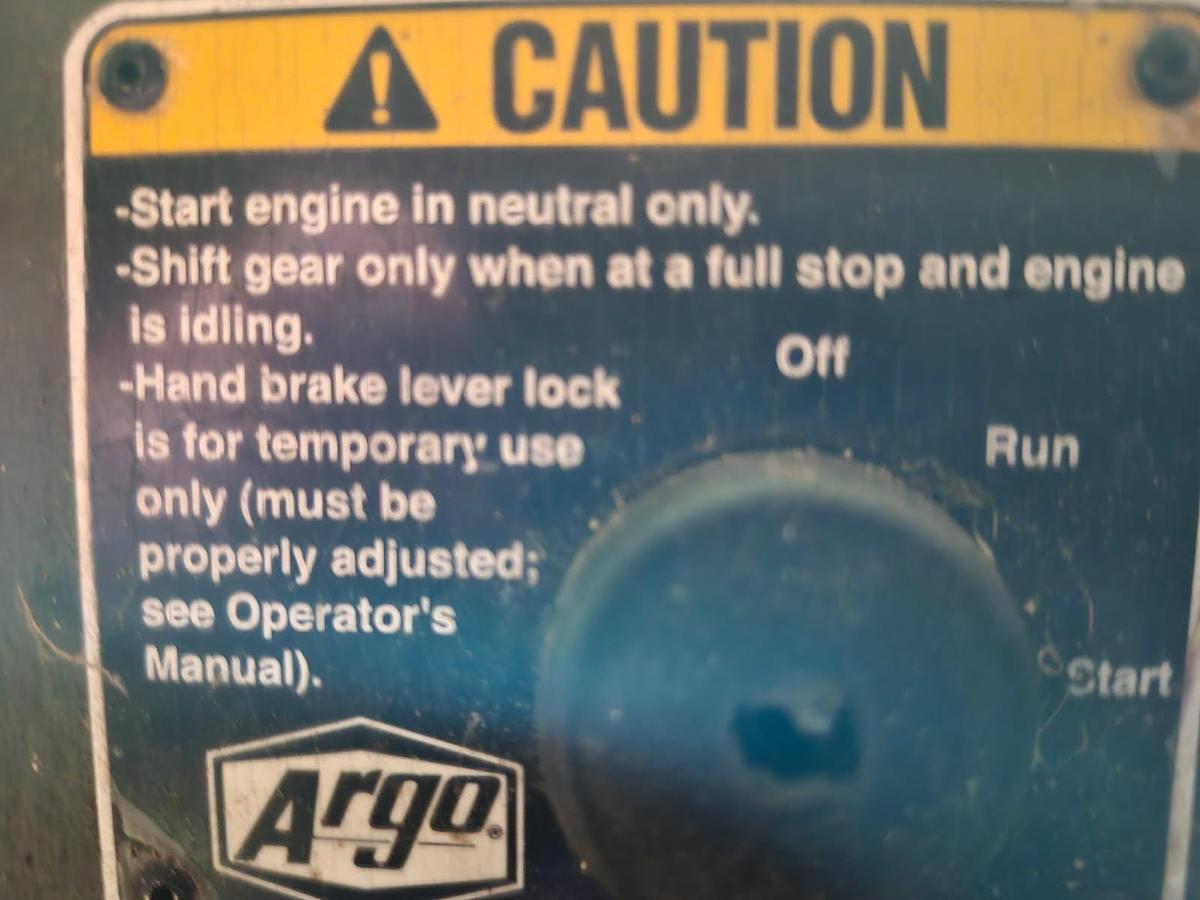 CAUTION
-Start engine in neutral only.
-Shift gear only when at a full stop and engine
is idling.
Off
-Hand brake lever lock
Run
is for temporary use
only (must be
properly adjusted;
see Operator's
Manual).
Start
Argo®